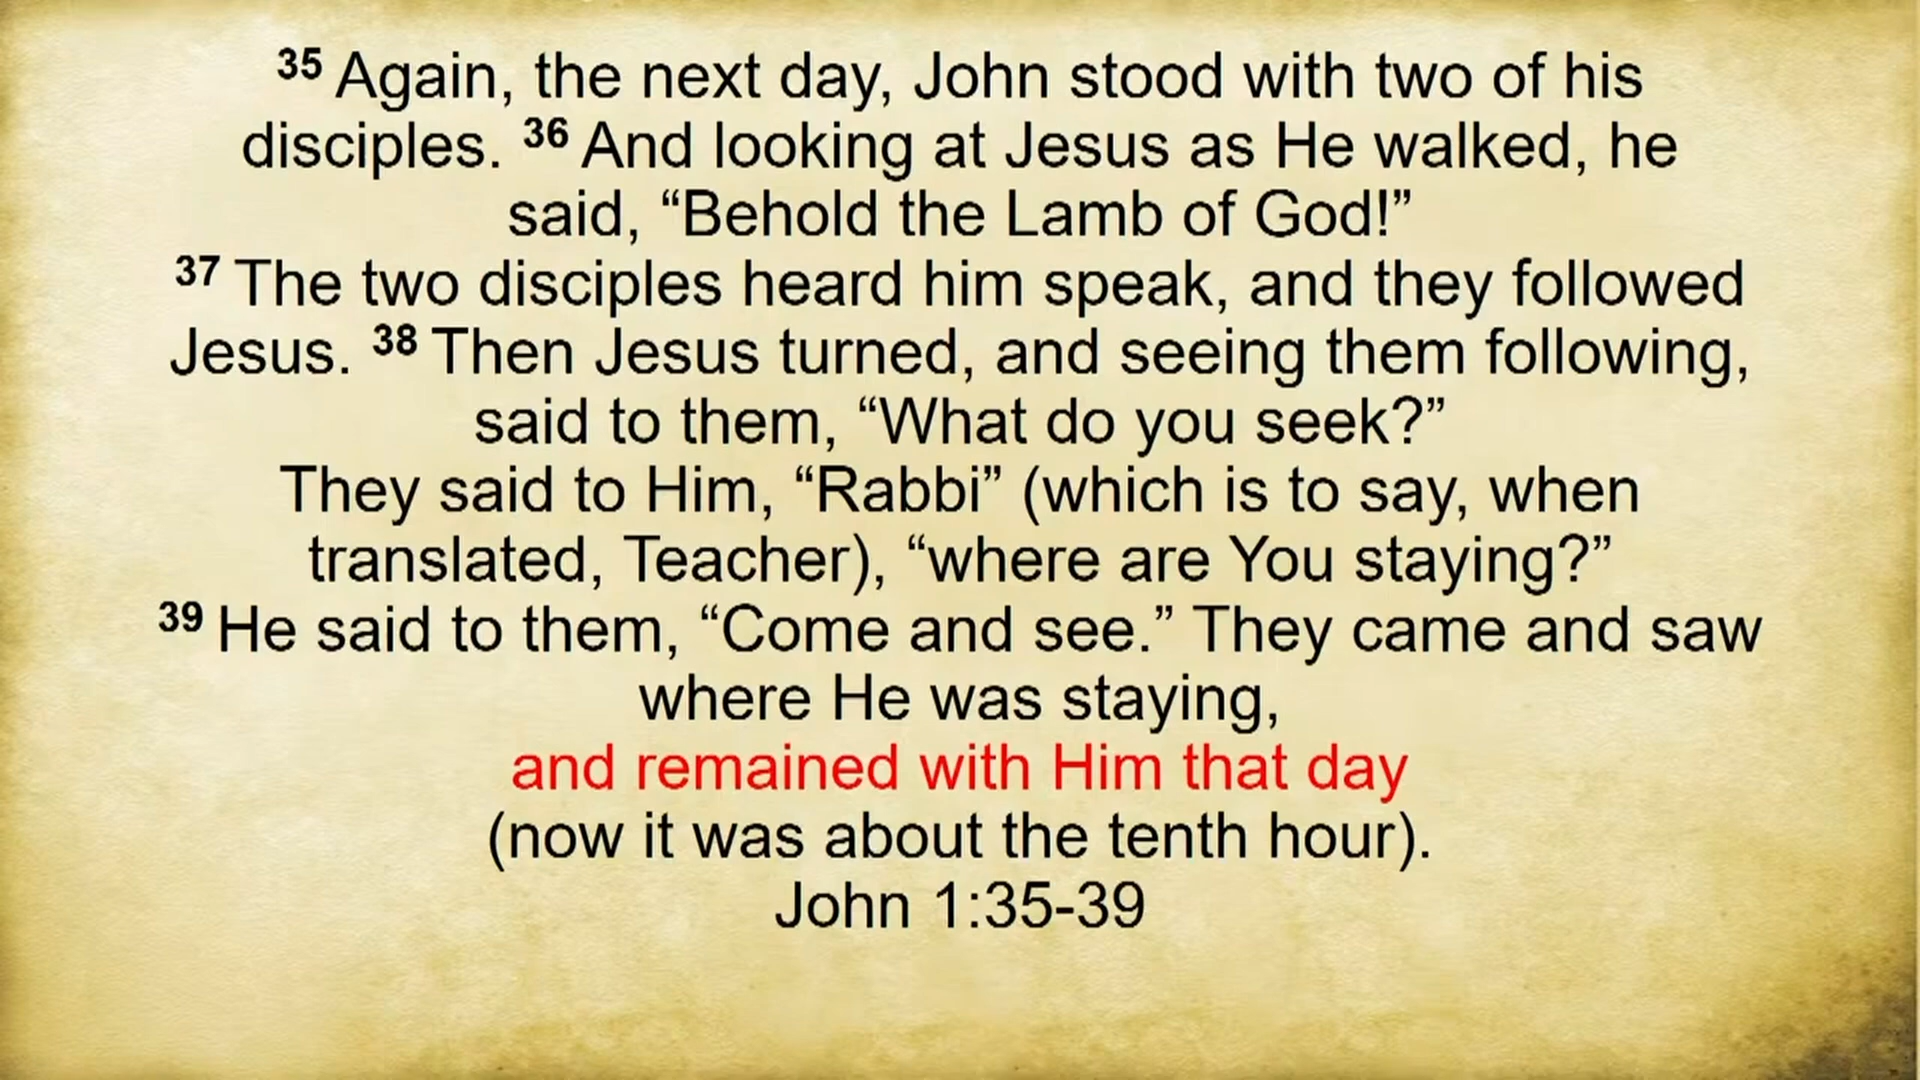 35 Again, the next day, John stood with two of his
disciples. 36 And looking at Jesus as He walked, he
said, “Behold the Lamb of God!”
37 The two disciples heard him speak, and they followed
Jesus. 38 Then Jesus turned, and seeing them following,
said to them, “What do you seek?”
They said to Him, “Rabbi” (which is to say, when
translated, Teacher), “where are You staying?”
39 He said to them, “Come and see.” They came and saw
where He was staying,
and remained with Him that day
(now it was about the tenth hour).
John 1:35-39